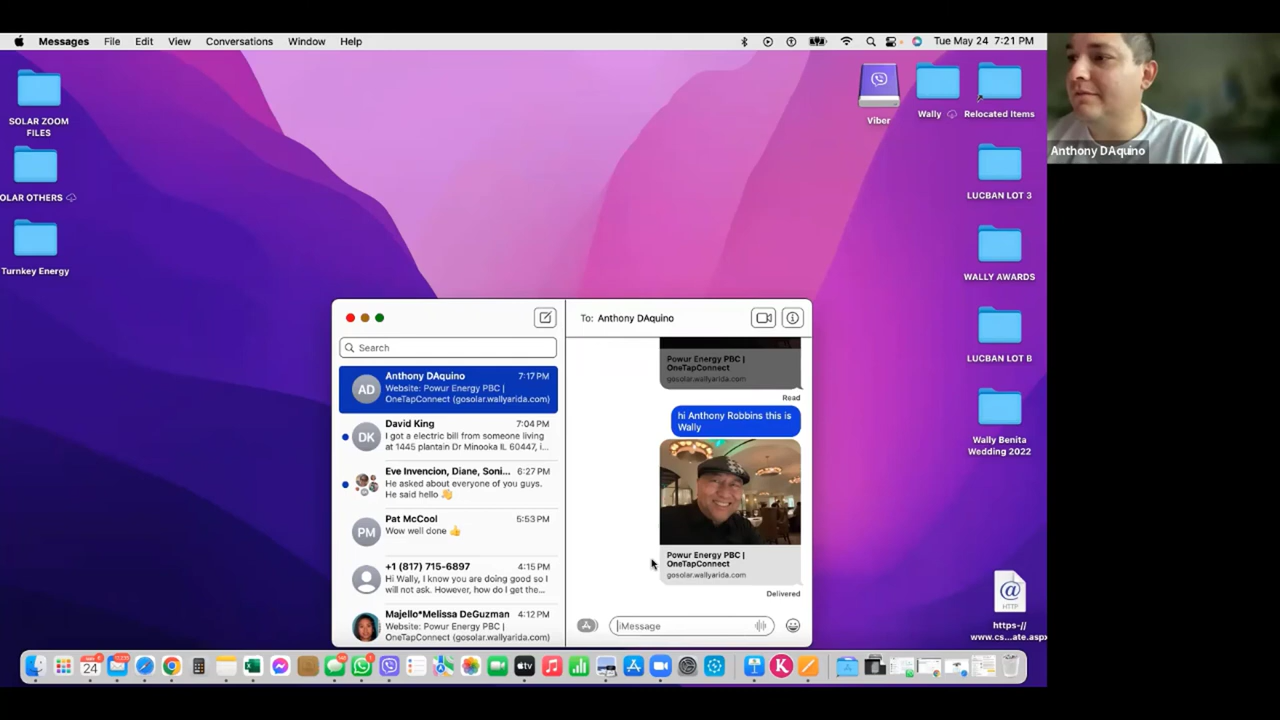 Messages File Edit View Conversations Window Help
Tue May 24 7:21 PM
SOLAR ZOOM
FILES
OLAR OTHERS
Turnkey Energy
Viber
Wally
Relocated Items
LUCBAN LOT 3
WALLY AWARDS
LUCBAN LOT B
Wally Benita
Wedding 2022
https-//
www.cs...ate.aspx
Anthony DAquino
Search
AD
Anthony DAquino 7:17 PM
Website: Powur Energy PBC |
OneTapConnect (gosolar.wallyarida.com)
DK
David King 7:04 PM
I got a electric bill from someone living
at 1445 plantain Dr Minooka IL 60447, i...
Eve Invencion, Diane, Soni... 6:27 PM
He asked about everyone of you guys.
He said hello 👋
PM
Pat McCool 5:53 PM
Wow well done 👍
+1 (817) 715-6897 4:15 PM
Hi Wally, I know you are doing good so I
will not ask. However, how do I get the...
Majello*Melissa DeGuzman 4:12 PM
Website: Powur Energy PBC |
OneTapConnect (gosolar.wallyarida.com)
To: Anthony DAquino
Powur Energy PBC |
OneTapConnect
gosolar.wallyarida.com
Read
hi Anthony Robbins this is
Wally
Powur Energy PBC |
OneTapConnect
gosolar.wallyarida.com
Delivered
iMessage
24
HTTP
tv
K